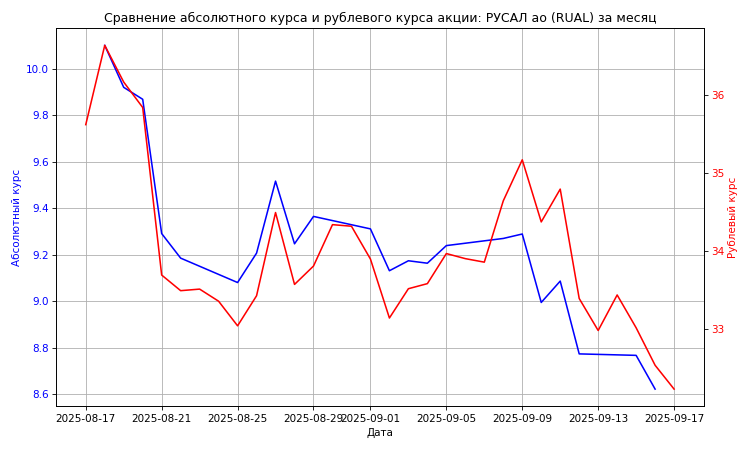 Сравнение абсолютного курса и рублевого курса акции: РУСАЛ ао (RUAL) за месяц
Абсолютный курс
10.0
9.8
9.6
9.4
9.2
9.0
8.8
8.6
36
35
34
33
Рублевый курс
2025-08-17 2025-08-21 2025-08-25 2025-08-29 2025-09-01 2025-09-05 2025-09-09 2025-09-13 2025-09-17
Дата